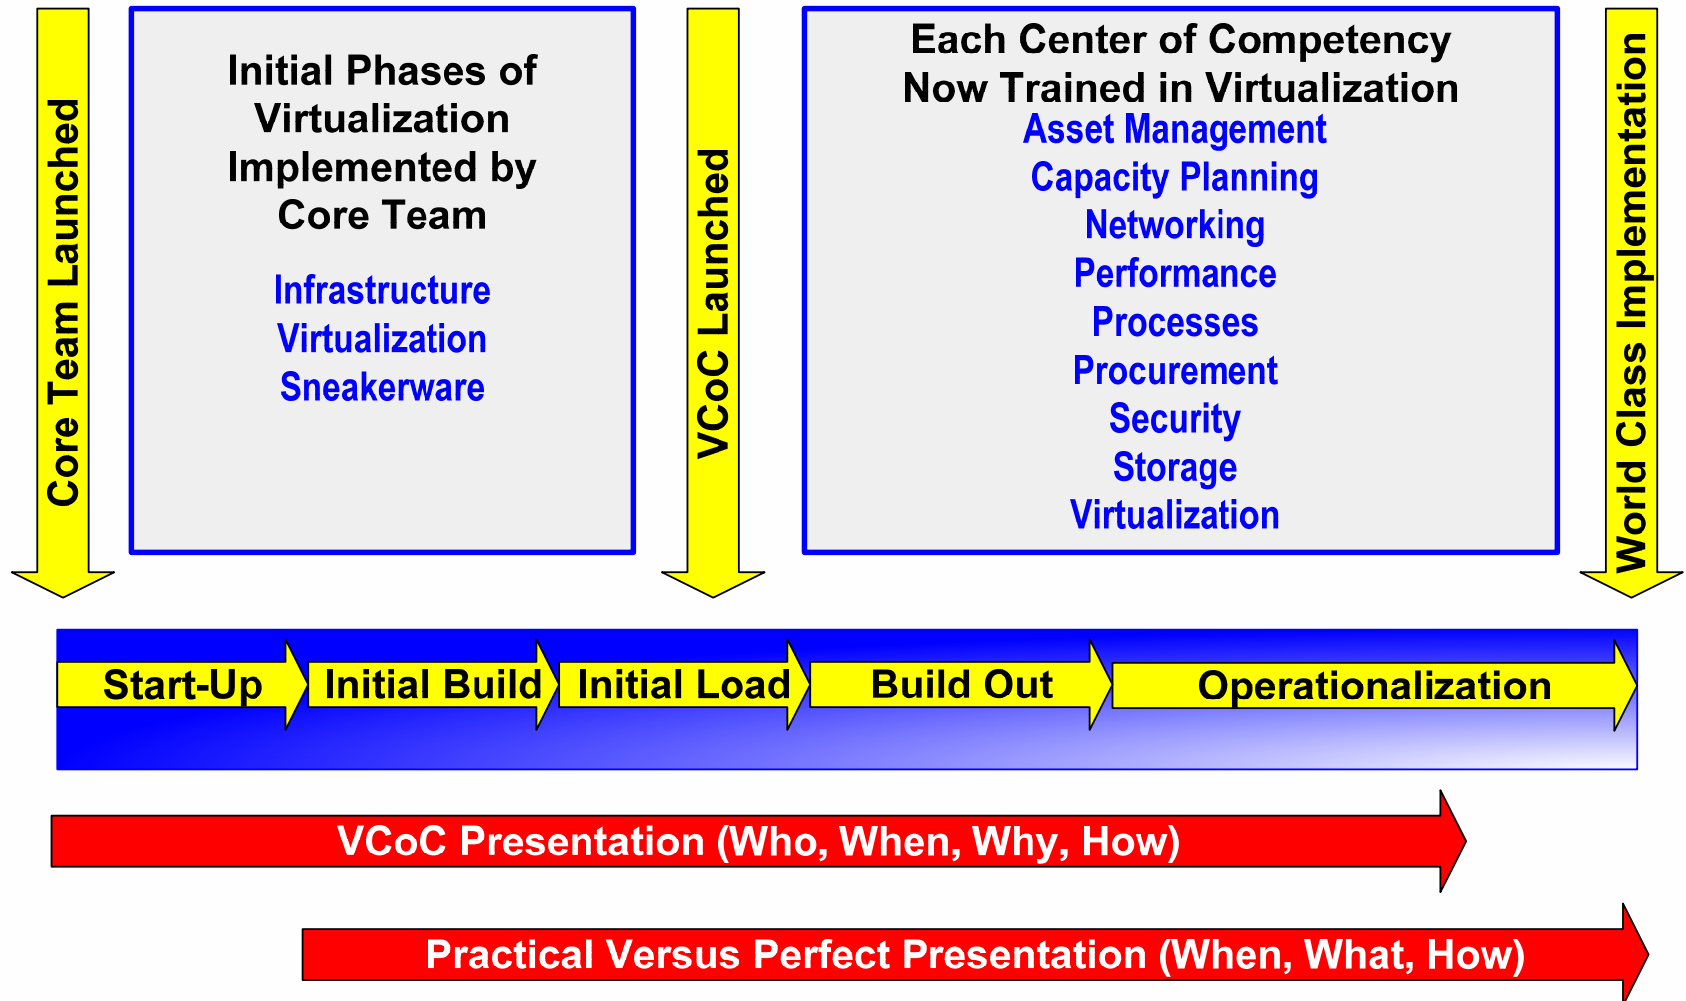 Core Team Launched
Initial Phases of
Virtualization
Implemented by
Core Team
Infrastructure
Virtualization
Sneakerware
VCoC Launched
Each Center of Competency
Now Trained in Virtualization
Asset Management
Capacity Planning
Networking
Performance
Processes
Procurement
Security
Storage
Virtualization
World Class Implementation
Start-Up
Initial Build
Initial Load
Build Out
Operationalization
VCoC Presentation (Who, When, Why, How)
Practical Versus Perfect Presentation (When, What, How)